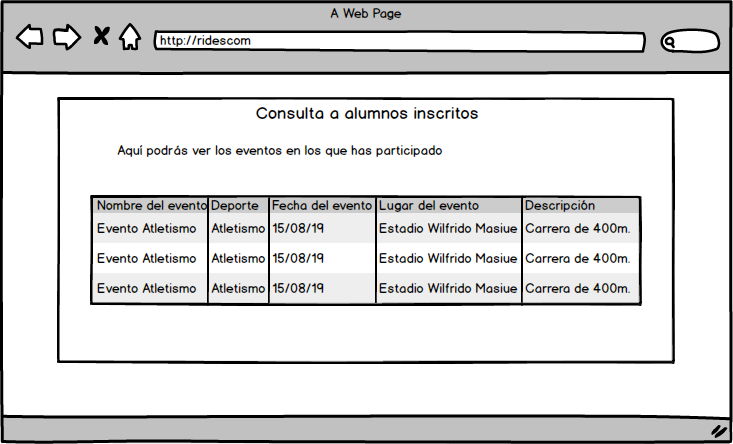 A Web Page
http://ridescom
Consulta a alumnos inscritos
Aquí podrás ver los eventos en los que has participado
Nombre del evento Deporte Fecha del evento Lugar del evento Descripción
Evento Atletismo Atletismo 15/08/19 Estadio Wilfrido Masiue Carrera de 400m.
Evento Atletismo Atletismo 15/08/19 Estadio Wilfrido Masiue Carrera de 400m.
Evento Atletismo Atletismo 15/08/19 Estadio Wilfrido Masiue Carrera de 400m.